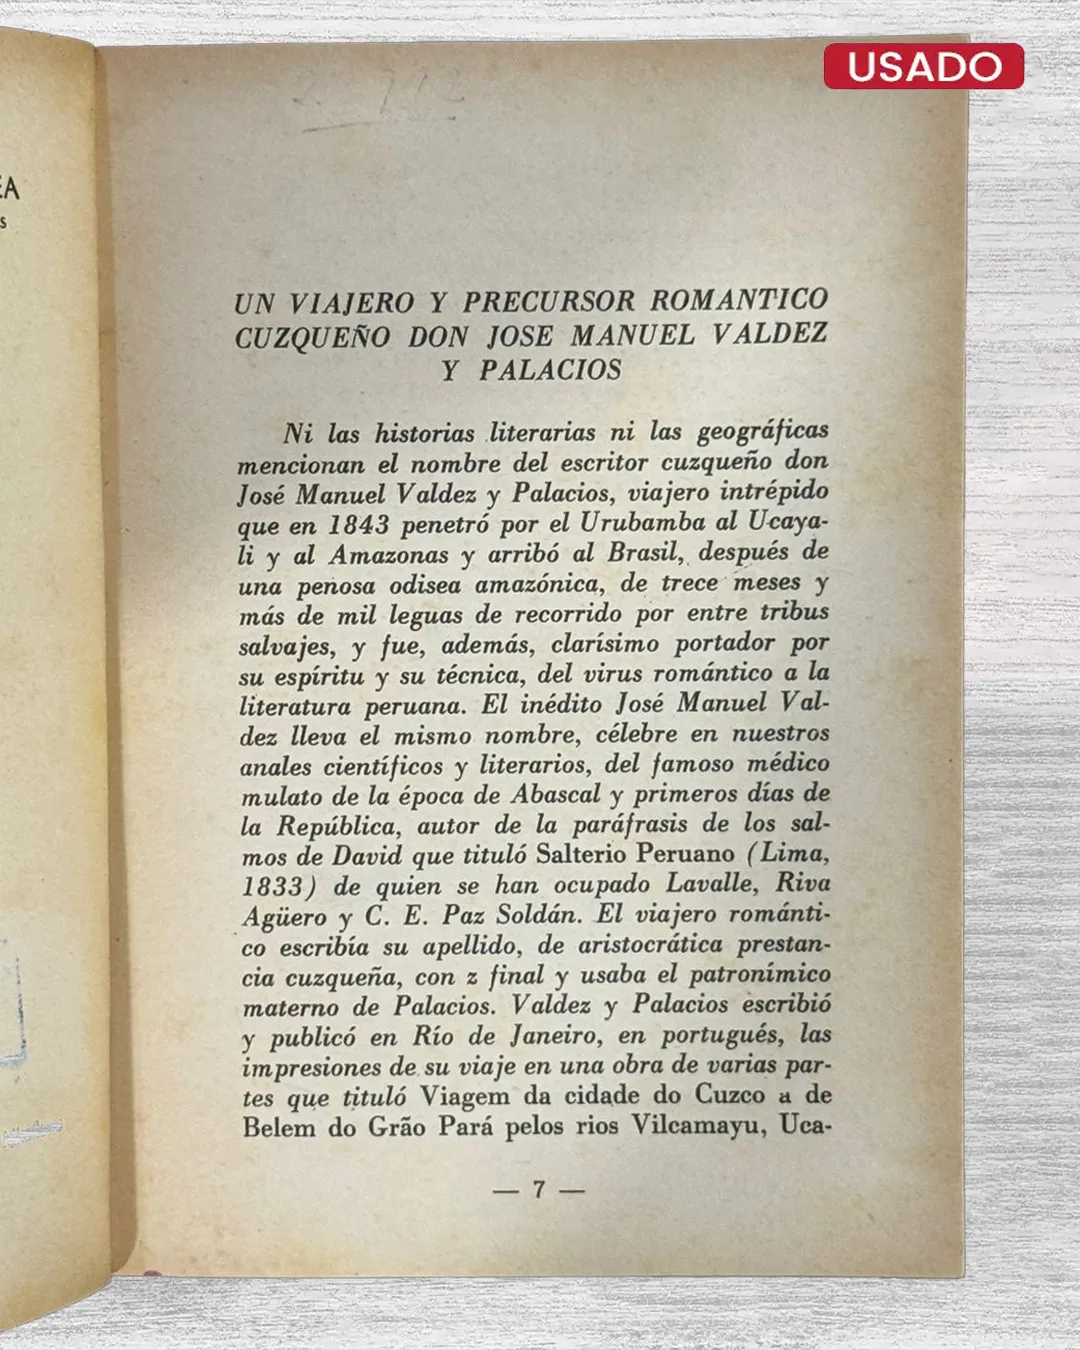 USADO
ÉA
s
UN VIAJERO Y PRECURSOR ROMANTICO
CUZQUEÑO DON JOSE MANUEL VALDEZ
Y PALACIOS
Ni las historias literarias ni las geográficas
mencionan el nombre del escritor cuzqueño don
José Manuel Valdez y Palacios, viajero intrépido
que en 1843 penetró por el Urubamba al Ucaya-
li y al Amazonas y arribó al Brasil, después de
una penosa odisea amazónica, de trece meses y
más de mil leguas de recorrido por entre tribus
salvajes, y fue, además, clarísimo portador por
su espíritu y su técnica, del virus romántico a la
literatura peruana. El inédito José Manuel Val-
dez lleva el mismo nombre, célebre en nuestros
anales científicos y literarios, del famoso médico
mulato de la época de Abascal y primeros días de
la República, autor de la paráfrasis de los sal-
mos de David que tituló Salterio Peruano (Lima,
1833) de quien se han ocupado Lavalle, Riva
Agüero y C. E. Paz Soldán. El viajero románti-
co escribía su apellido, de aristocrática prestan-
cia cuzqueña, con z final y usaba el patronímico
materno de Palacios. Valdez y Palacios escribió
y publicó en Río de Janeiro, en portugués, las
impresiones de su viaje en una obra de varias par-
tes que tituló Viagem da cidade do Cuzco a de
Belem do Grão Pará pelos rios Vilcamayu, Uca-
— 7 —